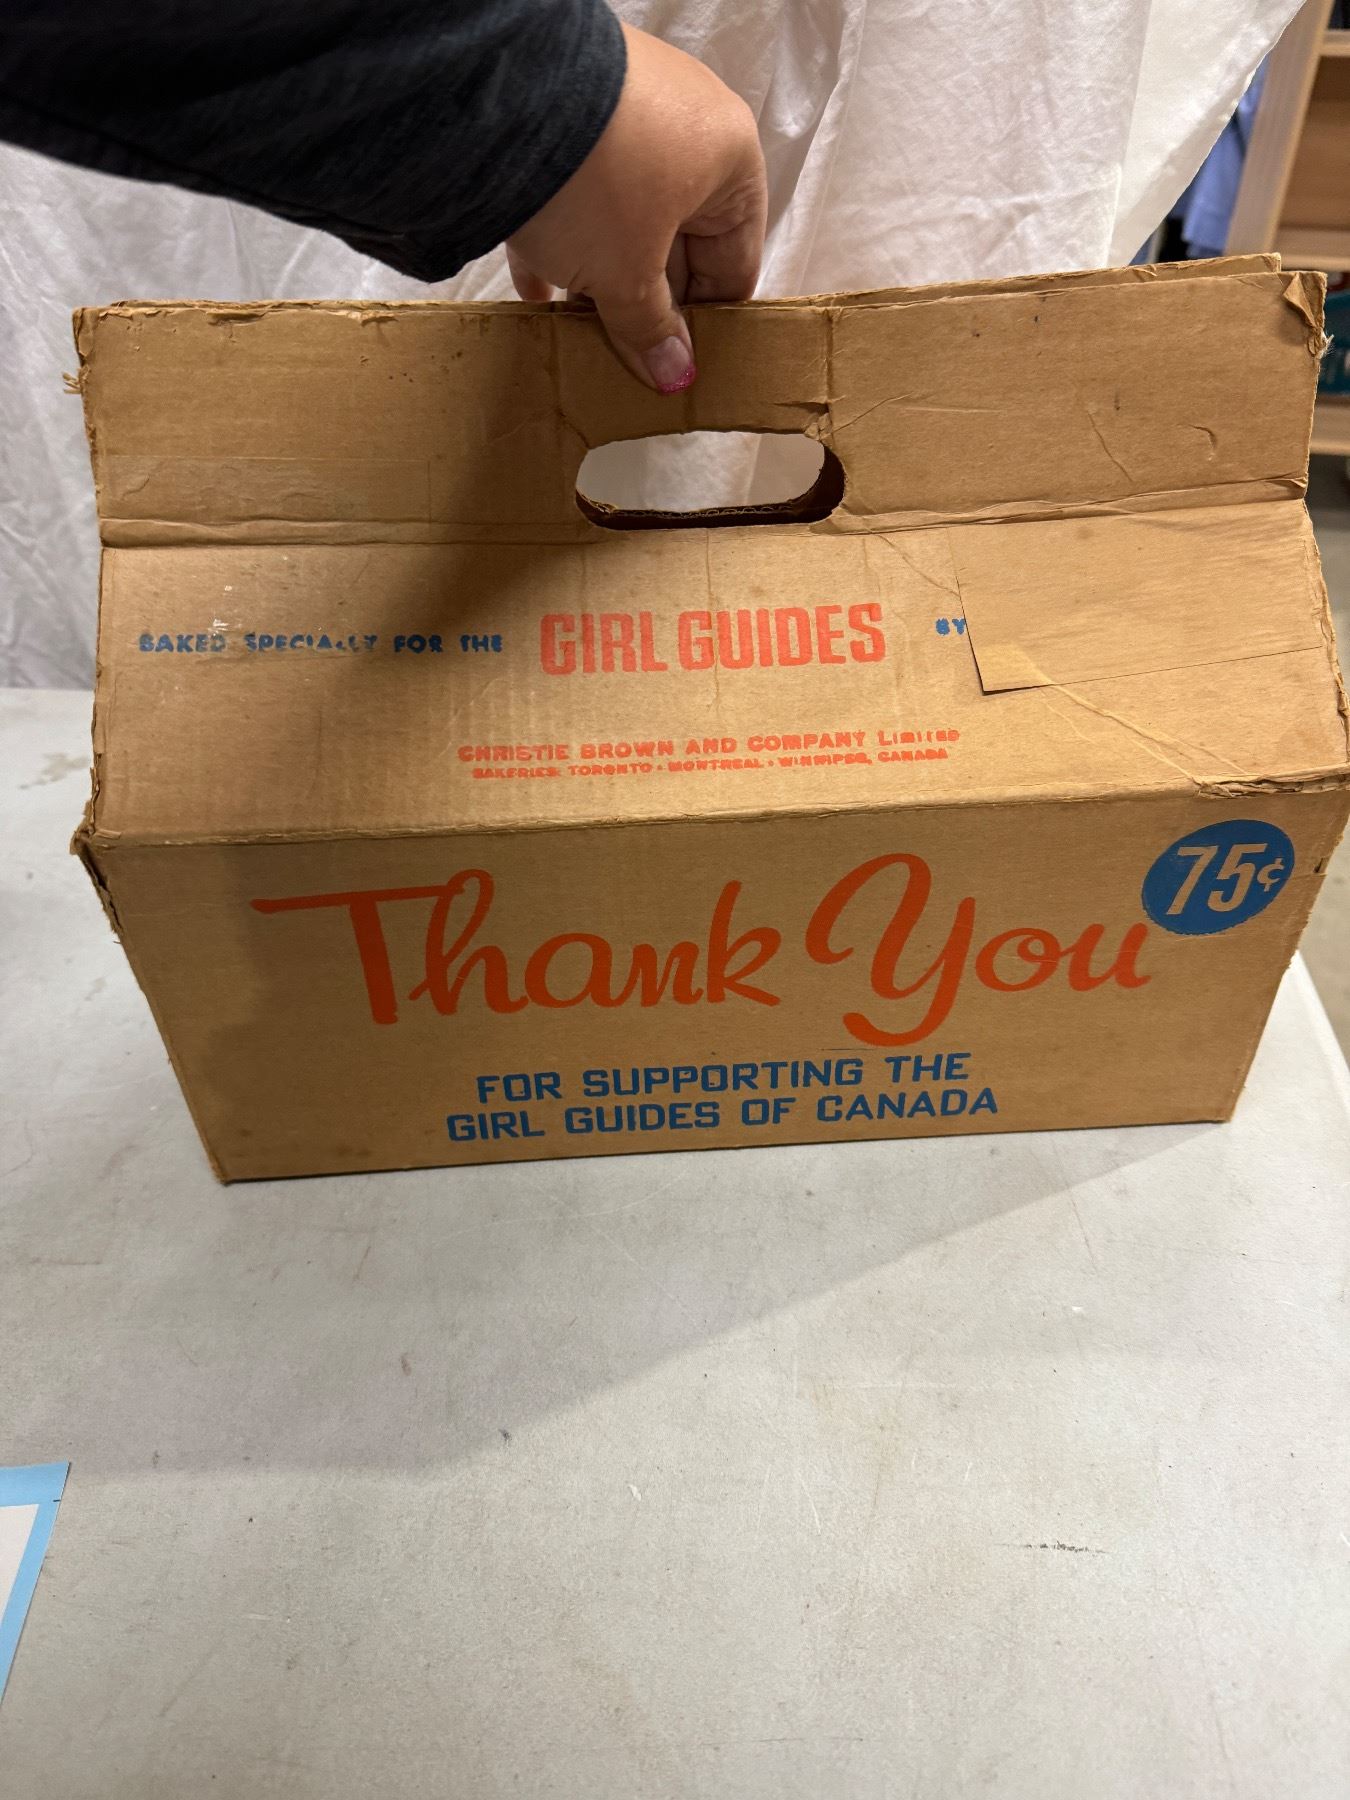 BAKED SPECIALLY FOR THE GIRL GUIDES BY
CHRISTIE BROWN AND COMPANY LIMITED
BAKERIES: TORONTO • MONTREAL • WINNIPEG, CANADA
75¢
Thank You
FOR SUPPORTING THE
GIRL GUIDES OF CANADA